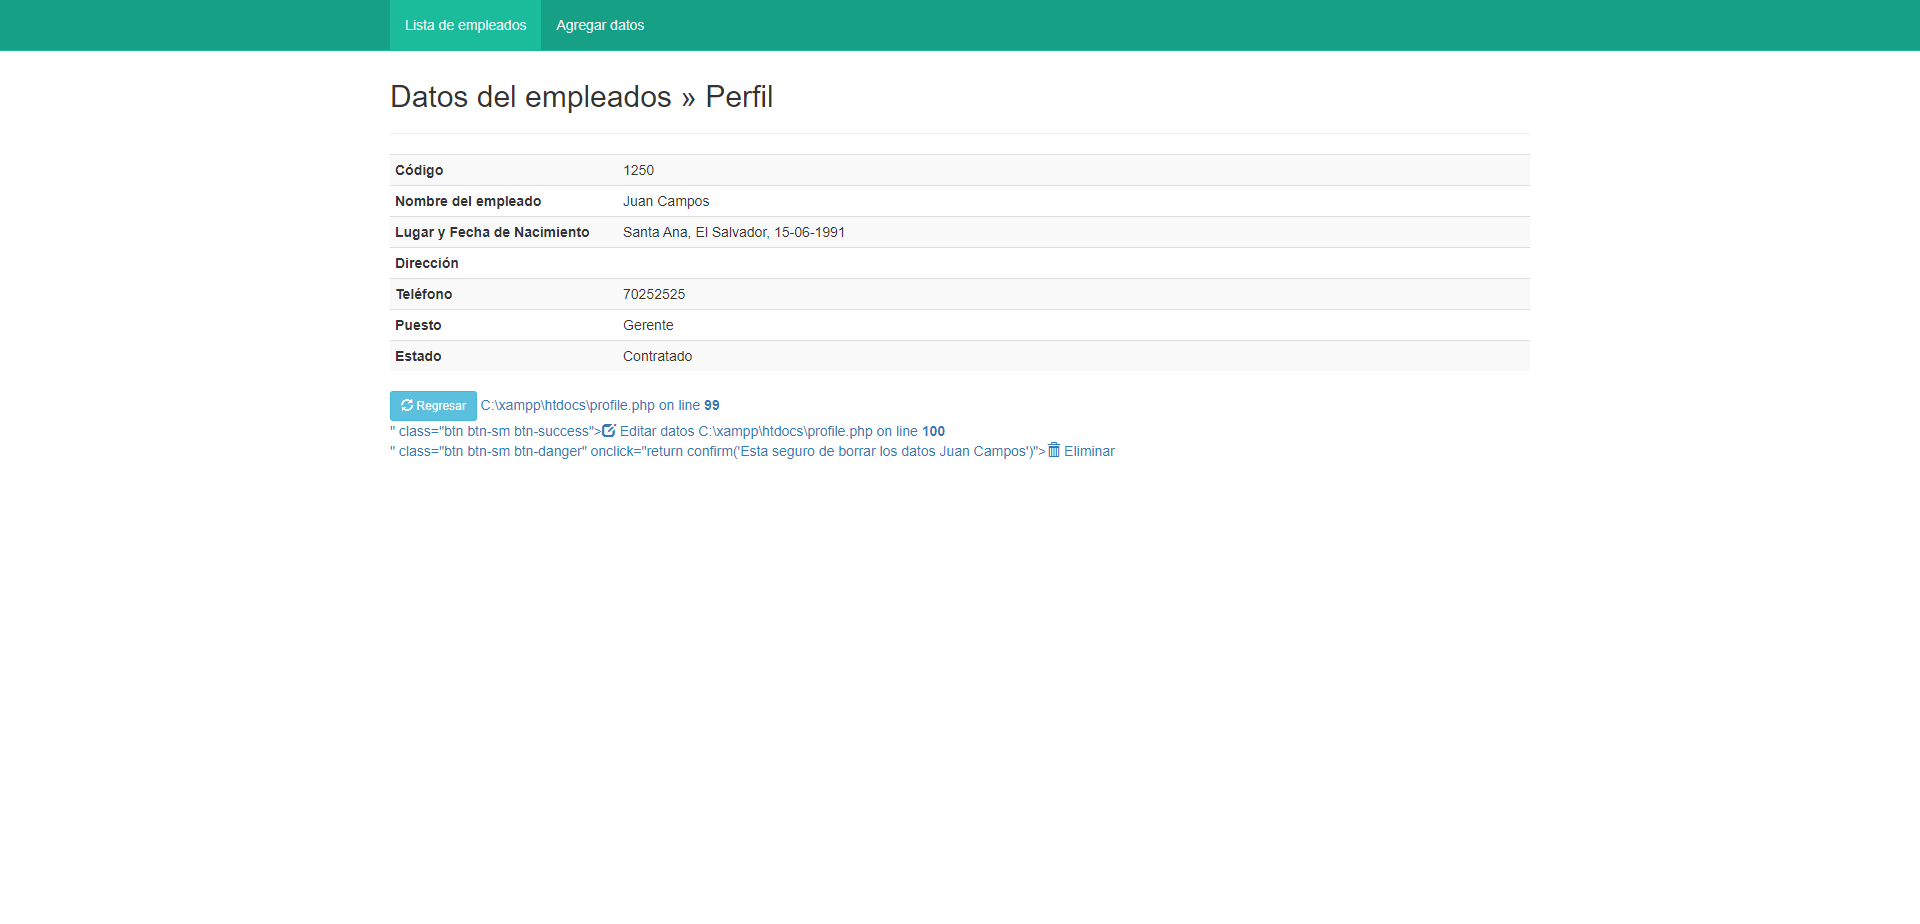 Lista de empleados Agregar datos
Datos del empleados » Perfil
Código 1250
Nombre del empleado Juan Campos
Lugar y Fecha de Nacimiento Santa Ana, El Salvador, 15-06-1991
Dirección
Teléfono 70252525
Puesto Gerente
Estado Contratado
Regresar C:\xampp\htdocs\profile.php on line 99
" class="btn btn-sm btn-success"> Editar datos C:\xampp\htdocs\profile.php on line 100
" class="btn btn-sm btn-danger" onclick="return confirm('Esta seguro de borrar los datos Juan Campos')"> Eliminar